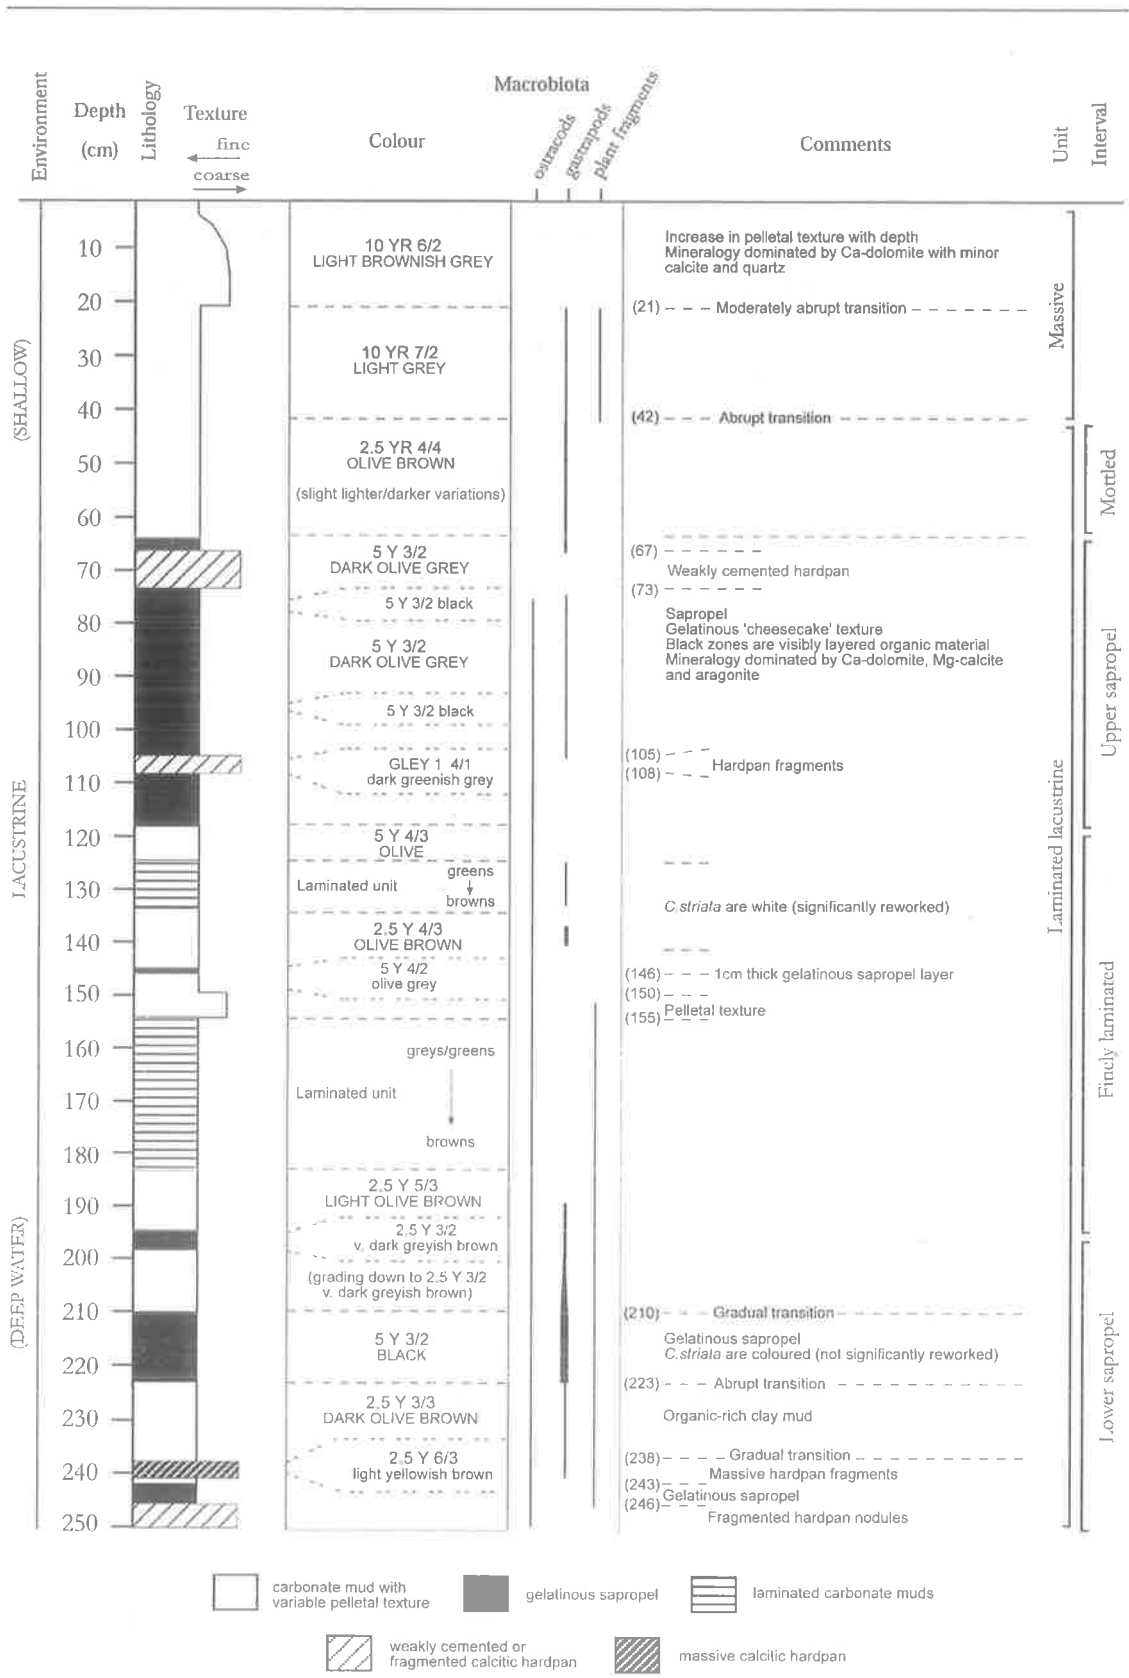 Environment
Depth
(cm)
Lithology
Texture
fine
coarse
Colour
Macrobiota
ostracods
gastrapods
plant fragments
Comments
Unit
Interval
10
20
30
40
50
60
70
80
90
100
110
120
130
140
150
160
170
180
190
200
210
220
230
240
250
(SHALLOW)
LACUSTRINE
(DEEP WATER)
10 YR 6/2
LIGHT BROWNISH GREY
10 YR 7/2
LIGHT GREY
2.5 YR 4/4
OLIVE BROWN
(slight lighter/darker variations)
5 Y 3/2
DARK OLIVE GREY
5 Y 3/2 black
5 Y 3/2
DARK OLIVE GREY
5 Y 3/2 black
GLEY 1 4/1
dark greenish grey
5 Y 4/3
OLIVE
Laminated unit
greens
browns
2.5 Y 4/3
OLIVE BROWN
5 Y 4/2
olive grey
greys/greens
Laminated unit
browns
2.5 Y 5/3
LIGHT OLIVE BROWN
2.5 Y 3/2
v. dark greyish brown
(grading down to 2.5 Y 3/2
v. dark greyish brown)
5 Y 3/2
BLACK
2.5 Y 3/3
DARK OLIVE BROWN
2.5 Y 6/3
light yellowish brown
Increase in pelletal texture with depth
Mineralogy dominated by Ca-dolomite with minor
calcite and quartz
(21) Moderately abrupt transition
(42) Abrupt transition
(67)
Weakly cemented hardpan
(73)
Sapropel
Gelatinous 'cheesecake' texture
Black zones are visibly layered organic material
Mineralogy dominated by Ca-dolomite, Mg-calcite
and aragonite
(105)
Hardpan fragments
(108)
C.striata are white (significantly reworked)
(146) 1cm thick gelatinous sapropel layer
(150)
Pelletal texture
(155)
(210) Gradual transition
Gelatinous sapropel
C.striata are coloured (not significantly reworked)
(223) Abrupt transition
Organic-rich clay mud
(238) Gradual transition
Massive hardpan fragments
(243)
Gelatinous sapropel
(246)
Fragmented hardpan nodules
Massive
Laminated lacustrine
Mottled
Upper sapropel
Finely laminated
Lower sapropel
carbonate mud with
variable pelletal texture
gelatinous sapropel
laminated carbonate muds
weakly cemented or
fragmented calcitic hardpan
massive calcitic hardpan